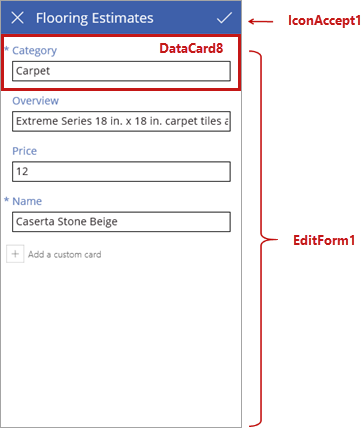 Flooring Estimates
IconAccept1
DataCard8
* Category
Carpet
Overview
Extreme Series 18 in. x 18 in. carpet tiles a
Price
12
* Name
Caserta Stone Beige
EditForm1
+ Add a custom card